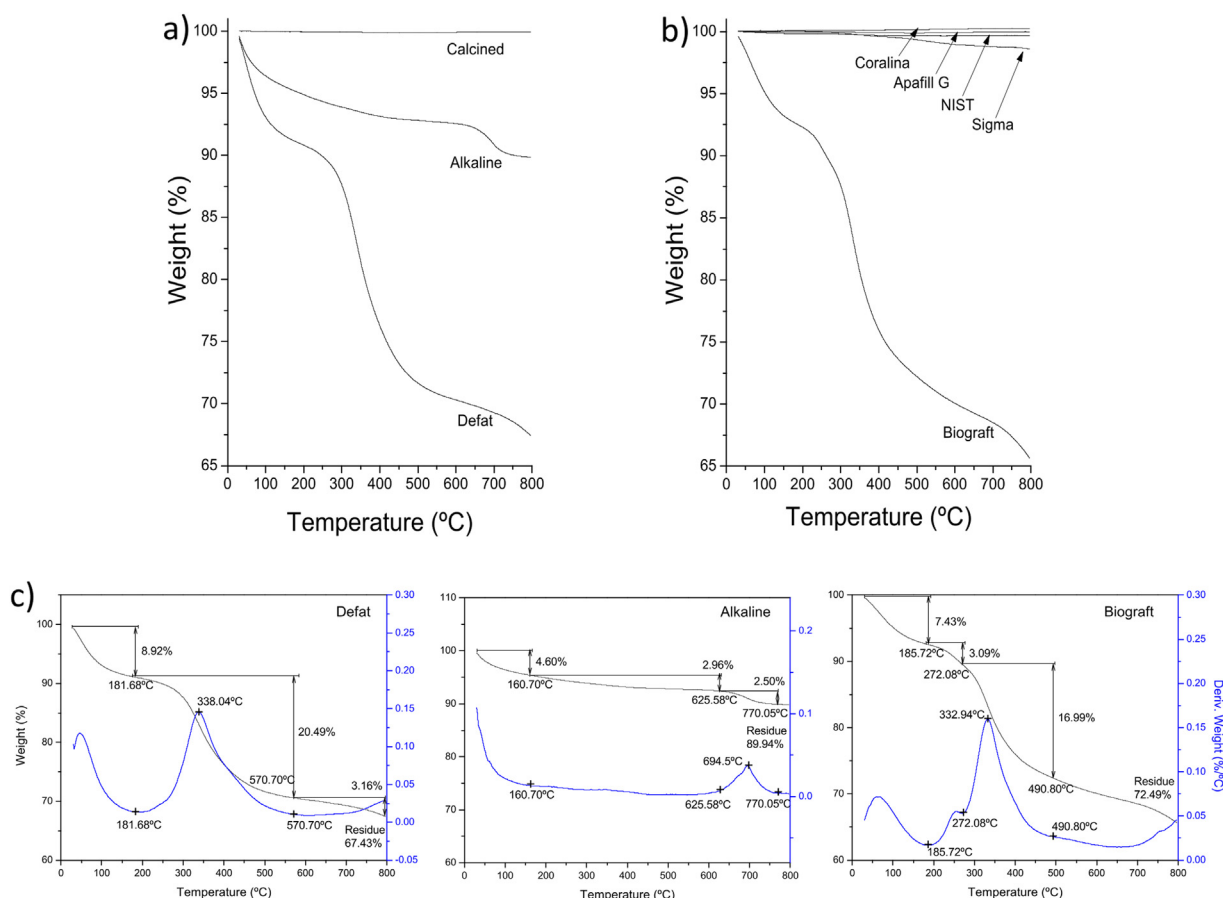 a)
100
95
90
85
80
75
70
65
Weight (%)
Calcined
Alkaline
Defat
0 100 200 300 400 500 600 700 800
Temperature (ºC)
b)
100
95
90
85
80
75
70
65
Weight (%)
Coralina
Apafill G
NIST
Sigma
Biograft
0 100 200 300 400 500 600 700 800
Temperature (ºC)
c)
Defat
100
90
80
70
60
Weight (%)
0.30
0.25
0.20
0.15
0.10
0.05
0.00
-0.05
8.92%
181.68ºC
338.04ºC
20.49%
570.70ºC
3.16%
181.68ºC
570.70ºC
Residue
67.43%
0 100 200 300 400 500 600 700 800
Temperature (ºC)
Alkaline
110
100
90
80
70
60
0.2
0.1
0.0
4.60%
160.70ºC
2.96%
625.58ºC
2.50%
770.05ºC
Residue
89.94%
694.5ºC
160.70ºC
625.58ºC
770.05ºC
0 100 200 300 400 500 600 700 800
Temperature (ºC)
Biograft
100
90
80
70
60
0.30
0.25
0.20
0.15
0.10
0.05
0.00
Deriv. Weight (%/ºC)
7.43%
185.72ºC
3.09%
272.08ºC
332.94ºC
16.99%
490.80ºC
Residue
72.49%
272.08ºC
490.80ºC
185.72ºC
0 100 200 300 400 500 600 700 800
Temperature (ºC)